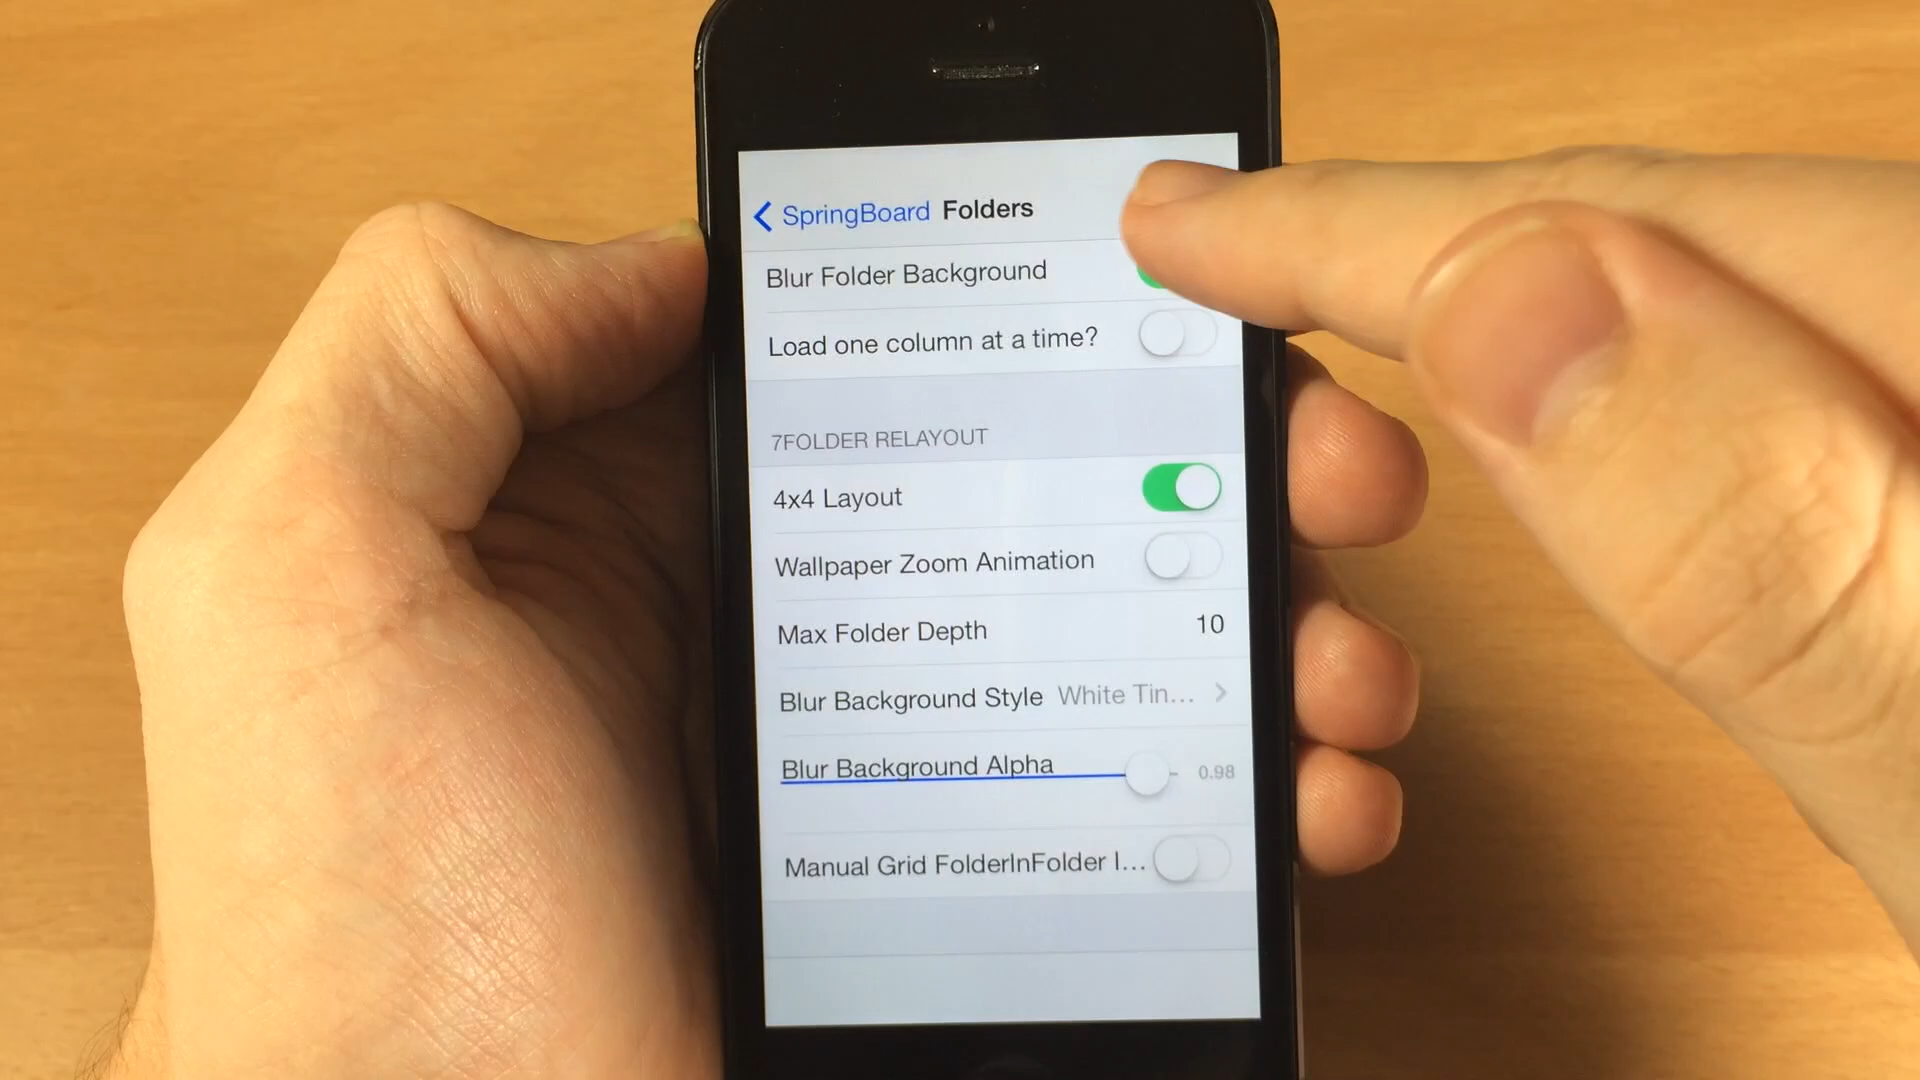 SpringBoard Folders
Blur Folder Background
Load one column at a time?
7FOLDER RELAYOUT
4x4 Layout
Wallpaper Zoom Animation
Max Folder Depth 10
Blur Background Style White Tin...
Blur Background Alpha 0.98
Manual Grid FolderInFolder I...